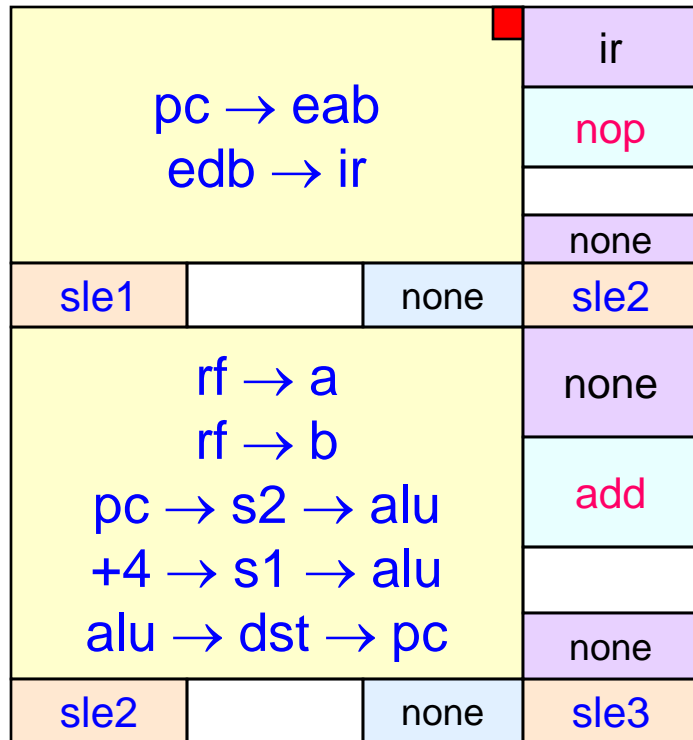 pc → eab
edb → ir
ir
nop
none
sle1
none
sle2
rf → a
rf → b
pc → s2 → alu
+4 → s1 → alu
alu → dst → pc
none
add
none
sle2
none
sle3